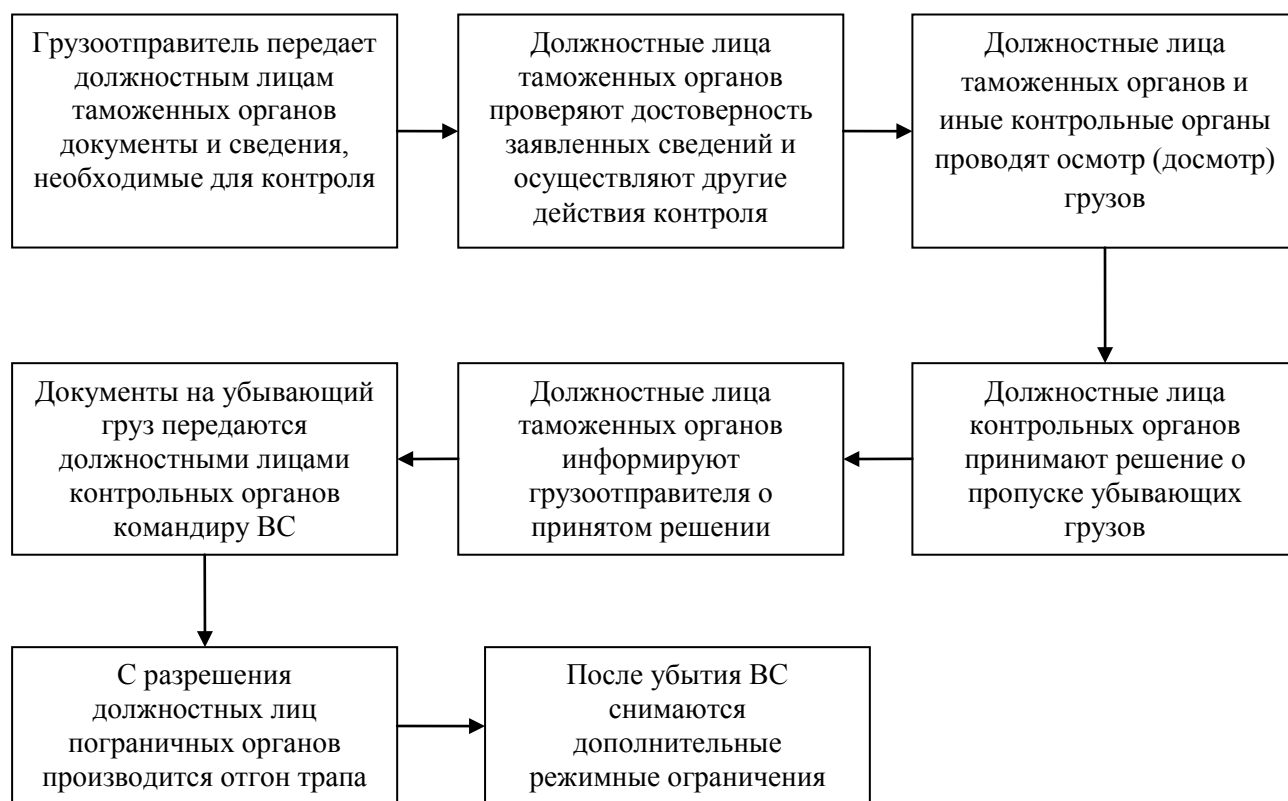 Грузоотправитель передает
должностным лицам
таможенных органов
документы и сведения,
необходимые для контроля
Должностные лица
таможенных органов
проверяют достоверность
заявленных сведений и
осуществляют другие
действия контроля
Должностные лица
таможенных органов и
иные контрольные органы
проводят осмотр (досмотр)
грузов
Должностные лица
контрольных органов
принимают решение о
пропуске убывающих
грузов
Должностные лица
таможенных органов
информируют
грузоотправителя о
принятом решении
Документы на убывающий
груз передаются
должностными лицами
контрольных органов
командиру ВС
С разрешения
должностных лиц
пограничных органов
производится отгон трапа
После убытия ВС
снимаются
дополнительные
режимные ограничения